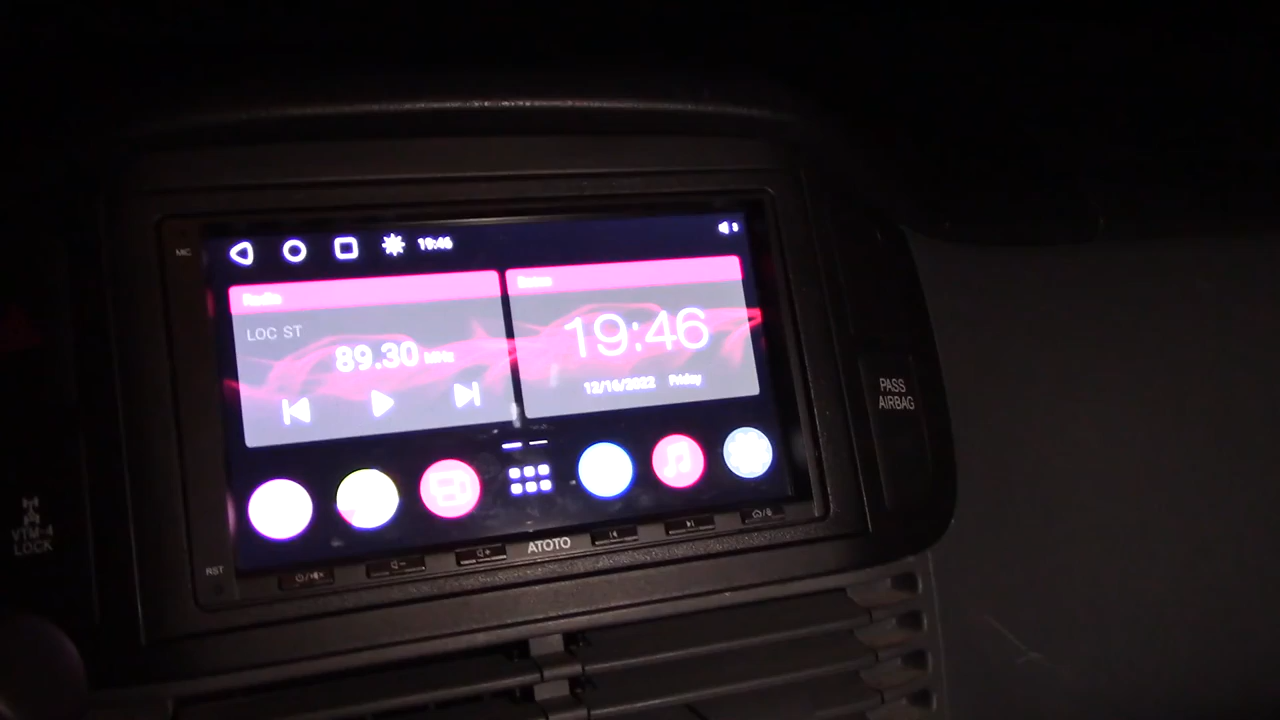 MIC
19:46
Radio
LOC ST
89.30 MHz
19:46
12/16/2022 Friday
PASS
AIRBAG
VTM-4
LOCK
RST
ATOTO